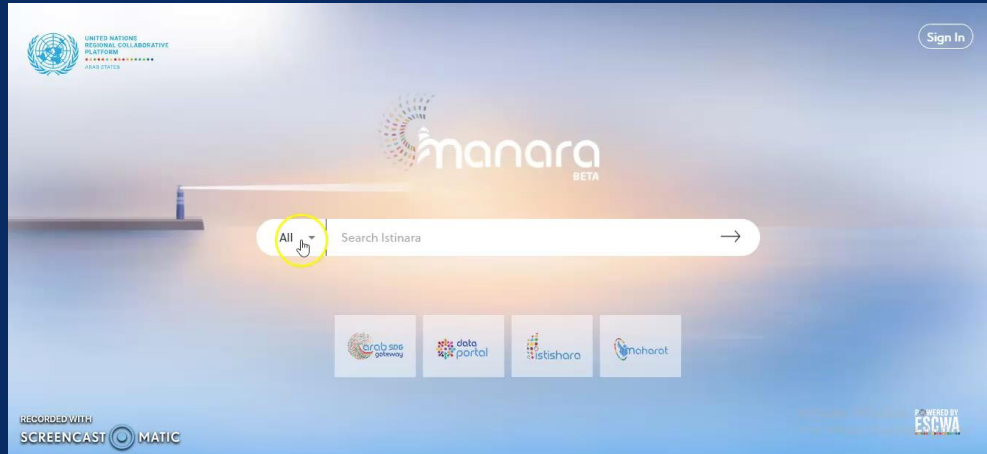 UNITED NATIONS
REGIONAL COLLABORATIVE
PLATFORM
ARAB STATES
Sign In
manara
BETA
All
Search Istinara
arab SDG
gateway
data
portal
istishara
maharat
RECORDED WITH
SCREENCAST MATIC
POWERED BY
ESCWA